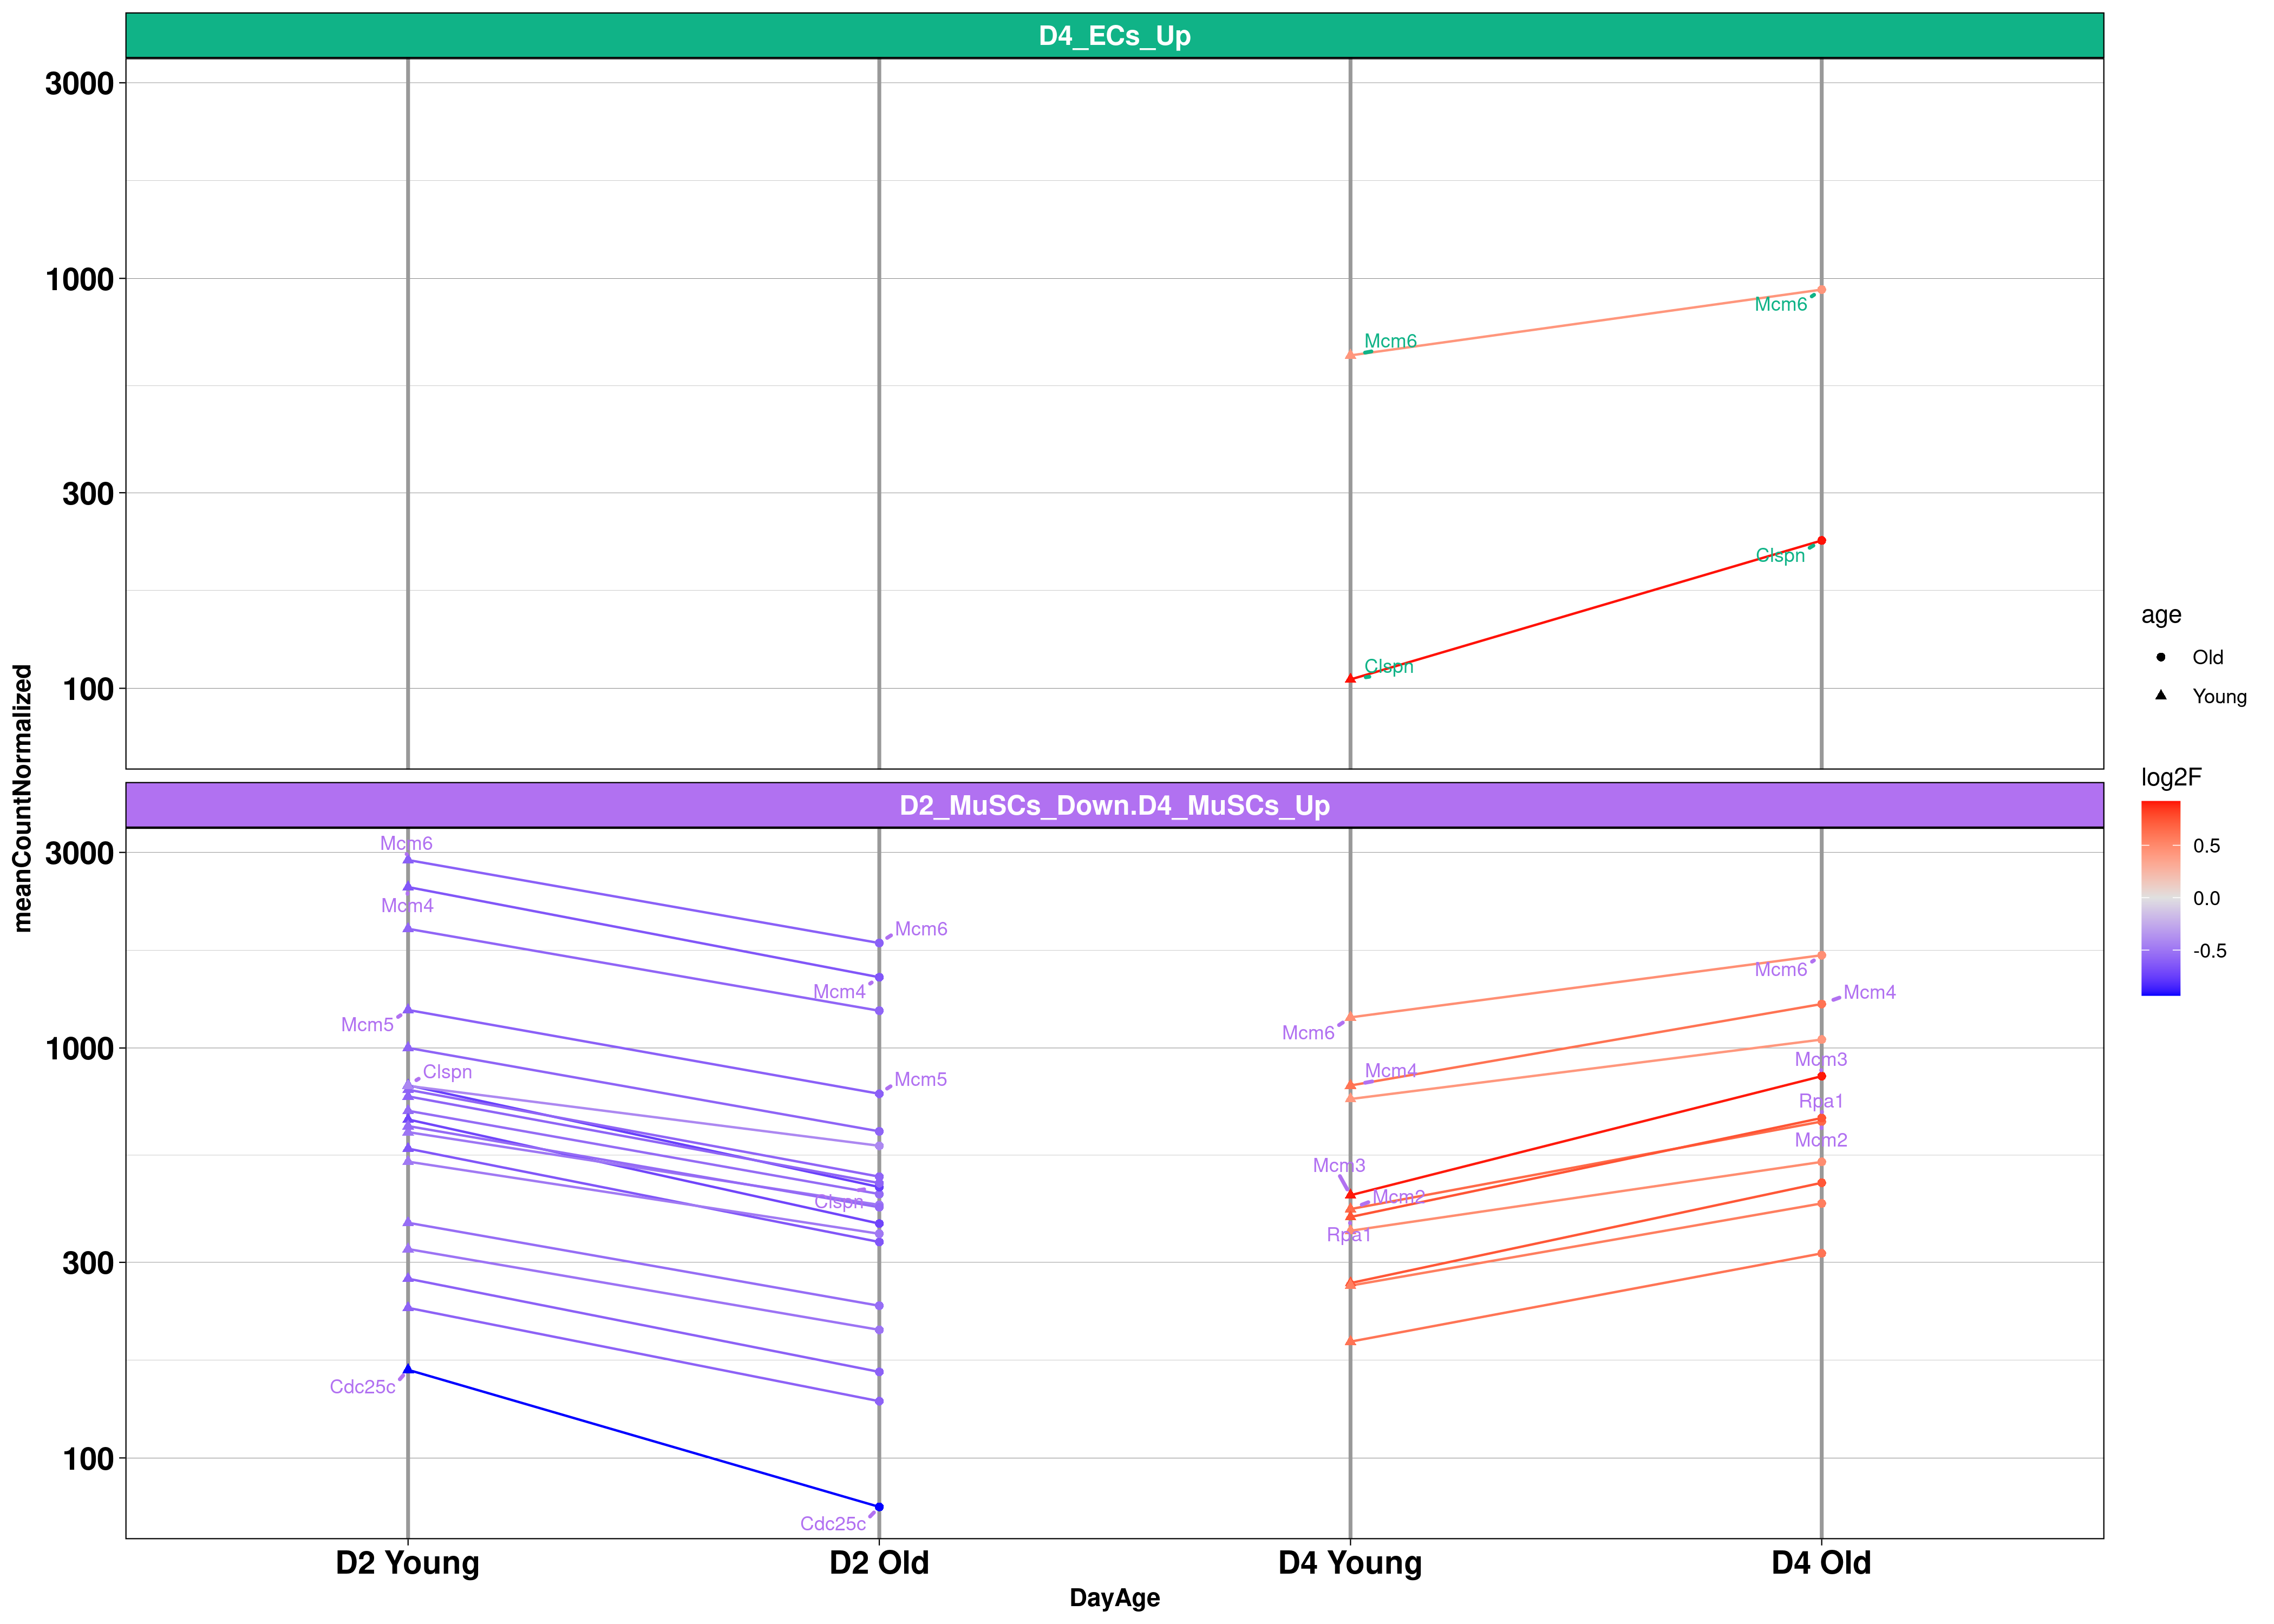 D4_ECs_Up
3000
1000
300
100
Mcm6
Mcm6
Clspn
Clspn
meanCountNormalized
D2_MuSCs_Down.D4_MuSCs_Up
3000
1000
300
100
Mcm6
Mcm4
Mcm6
Mcm4
Mcm5
Clspn
Mcm5
Clspn
Cdc25c
Cdc25c
Mcm6
Mcm4
Mcm6
Mcm4
Mcm3
Rpa1
Mcm2
Mcm3
Mcm2
Rpa1
D2 Young
D2 Old
D4 Young
D4 Old
DayAge
age
Old
Young
log2F
0.5
0.0
-0.5